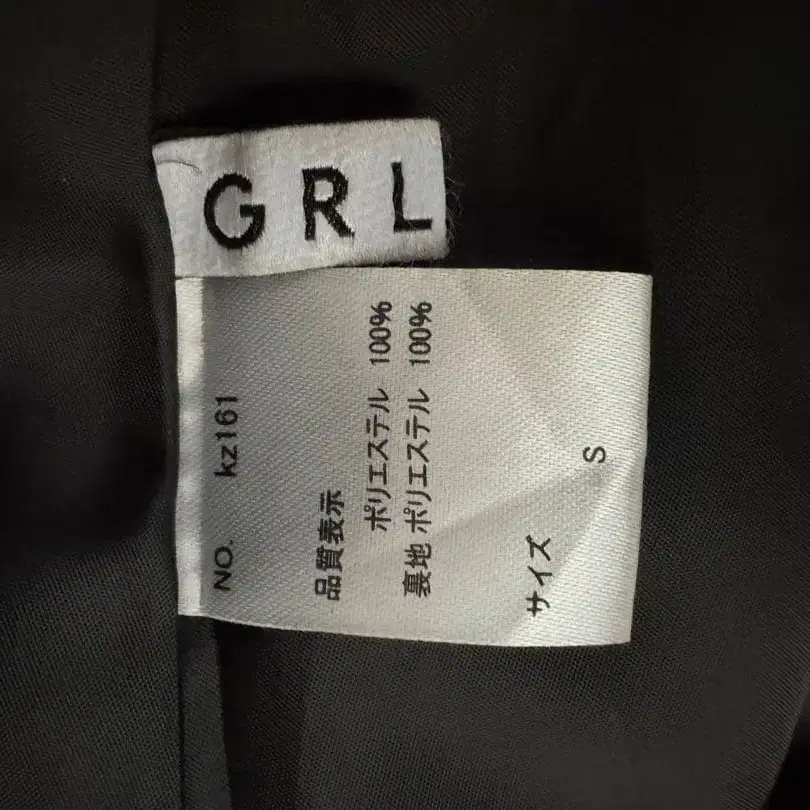 GRL
NO. kz161
品質表示
ポリエステル 100%
裏地 ポリエステル 100%
サイズ
S